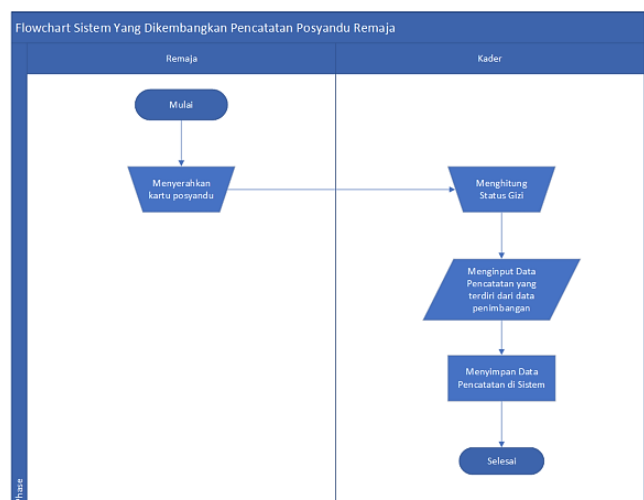 Flowchart Sistem Yang Dikembangkan Pencatatan Posyandu Remaja
Remaja
Kader
Mulai
Menyerahkan
kartu posyandu
Menghitung
Status Gizi
Menginput Data
Pencatatan yang
terdiri dari data
penimbangan
Menyimpan Data
Pencatatan di Sistem
Selesai
Phase